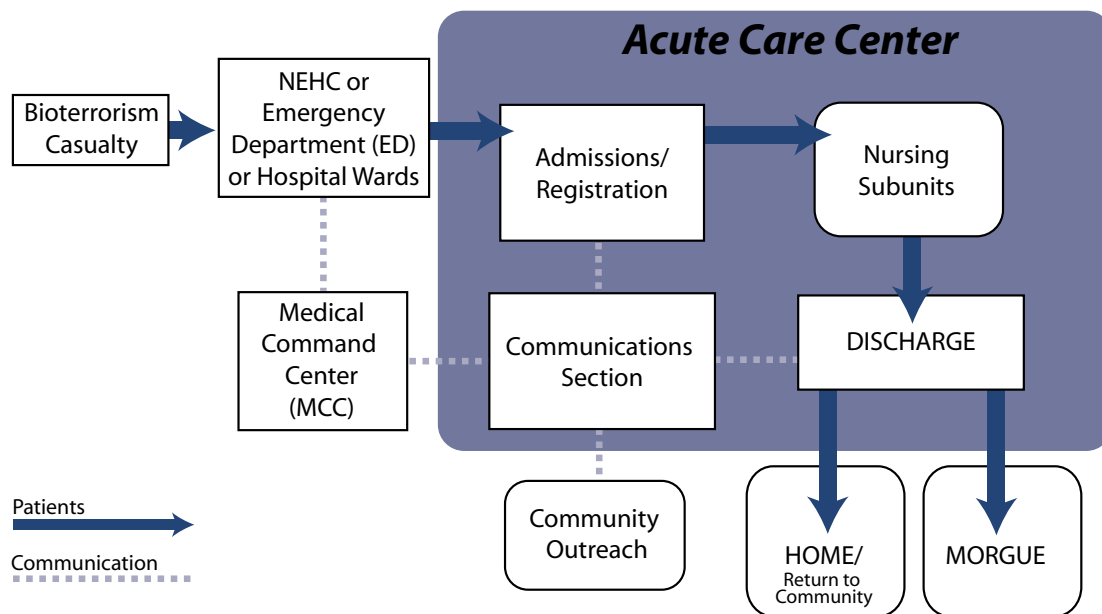 Acute Care Center
Bioterrorism
Casualty
NEHC or
Emergency
Department (ED)
or Hospital Wards
Admissions/
Registration
Nursing
Subunits
Medical
Command
Center
(MCC)
Communications
Section
DISCHARGE
Patients
Communication
Community
Outreach
HOME/
Return to
Community
MORGUE